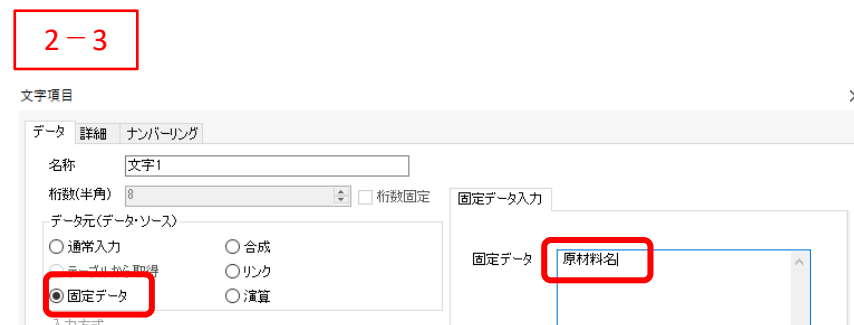 2－3
文字項目
データ 詳細 ナンバーリング
名称 文字1
桁数(半角) 8 桁数固定
固定データ入力
データ元(データ・ソース)
通常入力 合成
固定データ 原材料名
テーブルから取得 リンク
固定データ 演算
入力方式